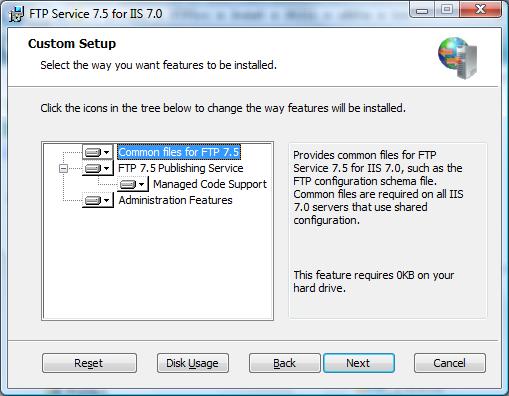 FTP Service 7.5 for IIS 7.0
Custom Setup
Select the way you want features to be installed.
Click the icons in the tree below to change the way features will be installed.
Common files for FTP 7.5
FTP 7.5 Publishing Service
Managed Code Support
Administration Features
Provides common files for FTP
Service 7.5 for IIS 7.0, such as the
FTP configuration schema file.
Common files are required on all IIS
7.0 servers that use shared
configuration.
This feature requires 0KB on your
hard drive.
Reset
Disk Usage
Back
Next
Cancel